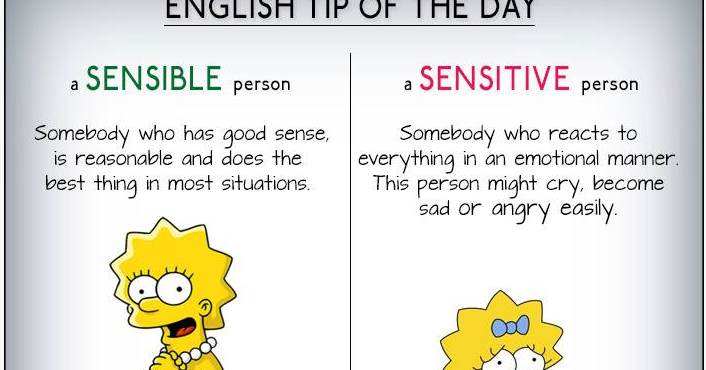 ENGLISH TIP OF THE DAY
a SENSIBLE person
Somebody who has good sense,
is reasonable and does the
best thing in most situations.
a SENSITIVE person
Somebody who reacts to
everything in an emotional manner.
This person might cry, become
sad or angry easily.